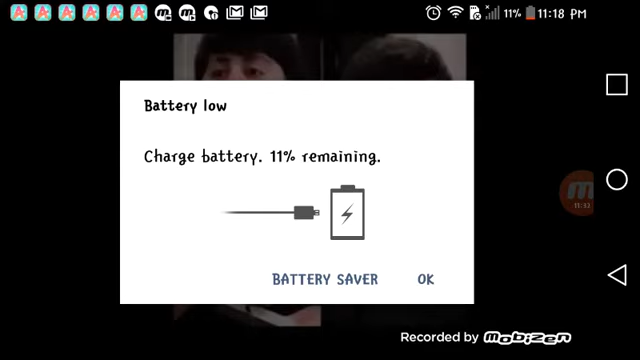 11% 11:18 PM
Battery low
Charge battery. 11% remaining.
BATTERY SAVER OK
Recorded by mobizen